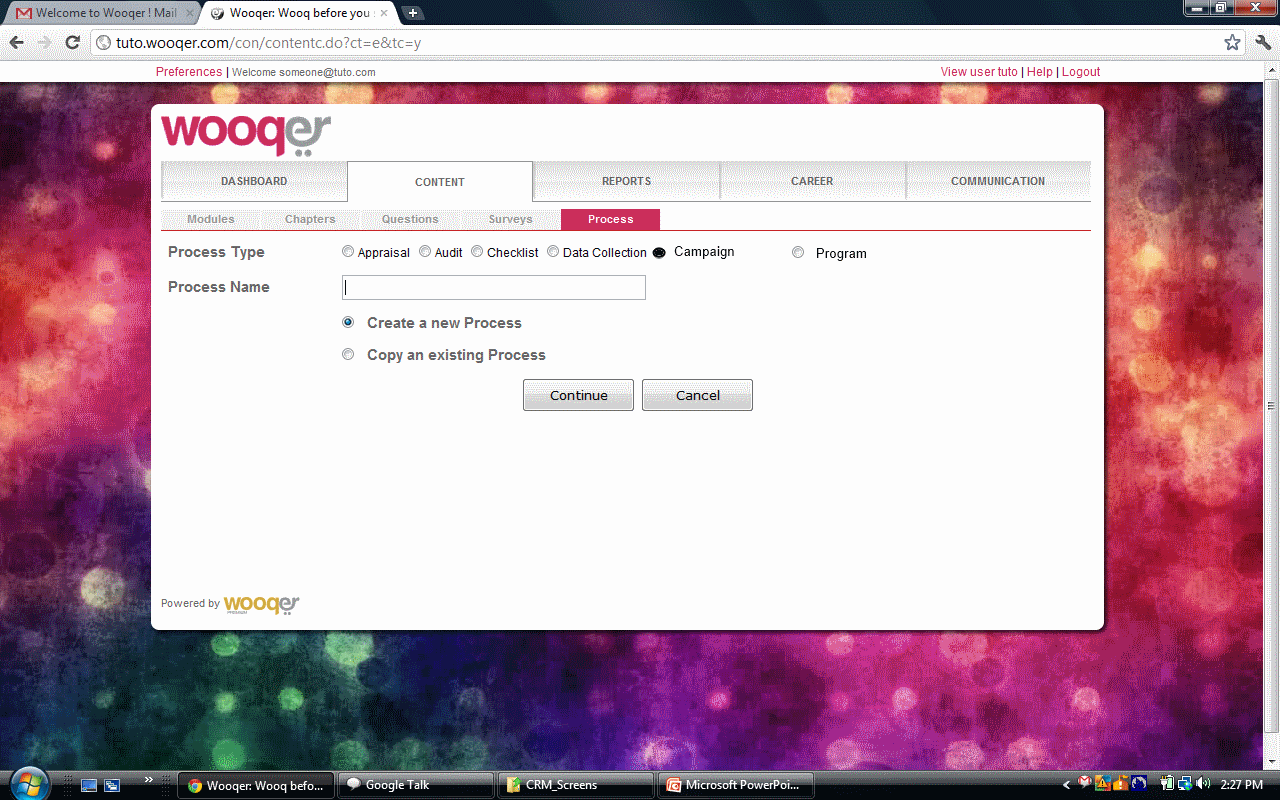 Welcome to Wooqer ! Mail
Wooqer: Wooq before you
tuto.wooqer.com/con/contentc.do?ct=e&tc=y
Preferences | Welcome someone@tuto.com
View user tuto | Help | Logout
wooqer
DASHBOARD CONTENT REPORTS CAREER COMMUNICATION
Modules Chapters Questions Surveys Process
Process Type Appraisal Audit Checklist Data Collection Campaign Program
Process Name
Create a new Process
Copy an existing Process
Continue Cancel
Powered by wooqer
Wooqer: Wooq befo... Google Talk CRM_Screens Microsoft PowerPoi... 2:27 PM